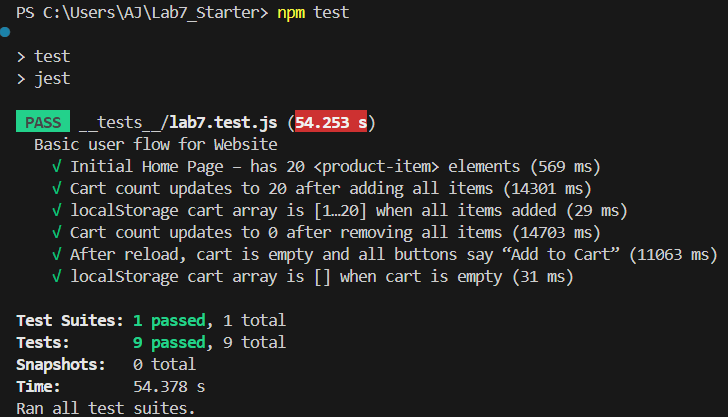 PS C:\Users\AJ\Lab7_Starter> npm test
> test
> jest
PASS __tests__/lab7.test.js (54.253 s)
Basic user flow for Website
√ Initial Home Page – has 20 <product-item> elements (569 ms)
√ Cart count updates to 20 after adding all items (14301 ms)
√ localStorage cart array is [1…20] when all items added (29 ms)
√ Cart count updates to 0 after removing all items (14703 ms)
√ After reload, cart is empty and all buttons say “Add to Cart” (11063 ms)
√ localStorage cart array is [] when cart is empty (31 ms)
Test Suites: 1 passed, 1 total
Tests: 9 passed, 9 total
Snapshots: 0 total
Time: 54.378 s
Ran all test suites.